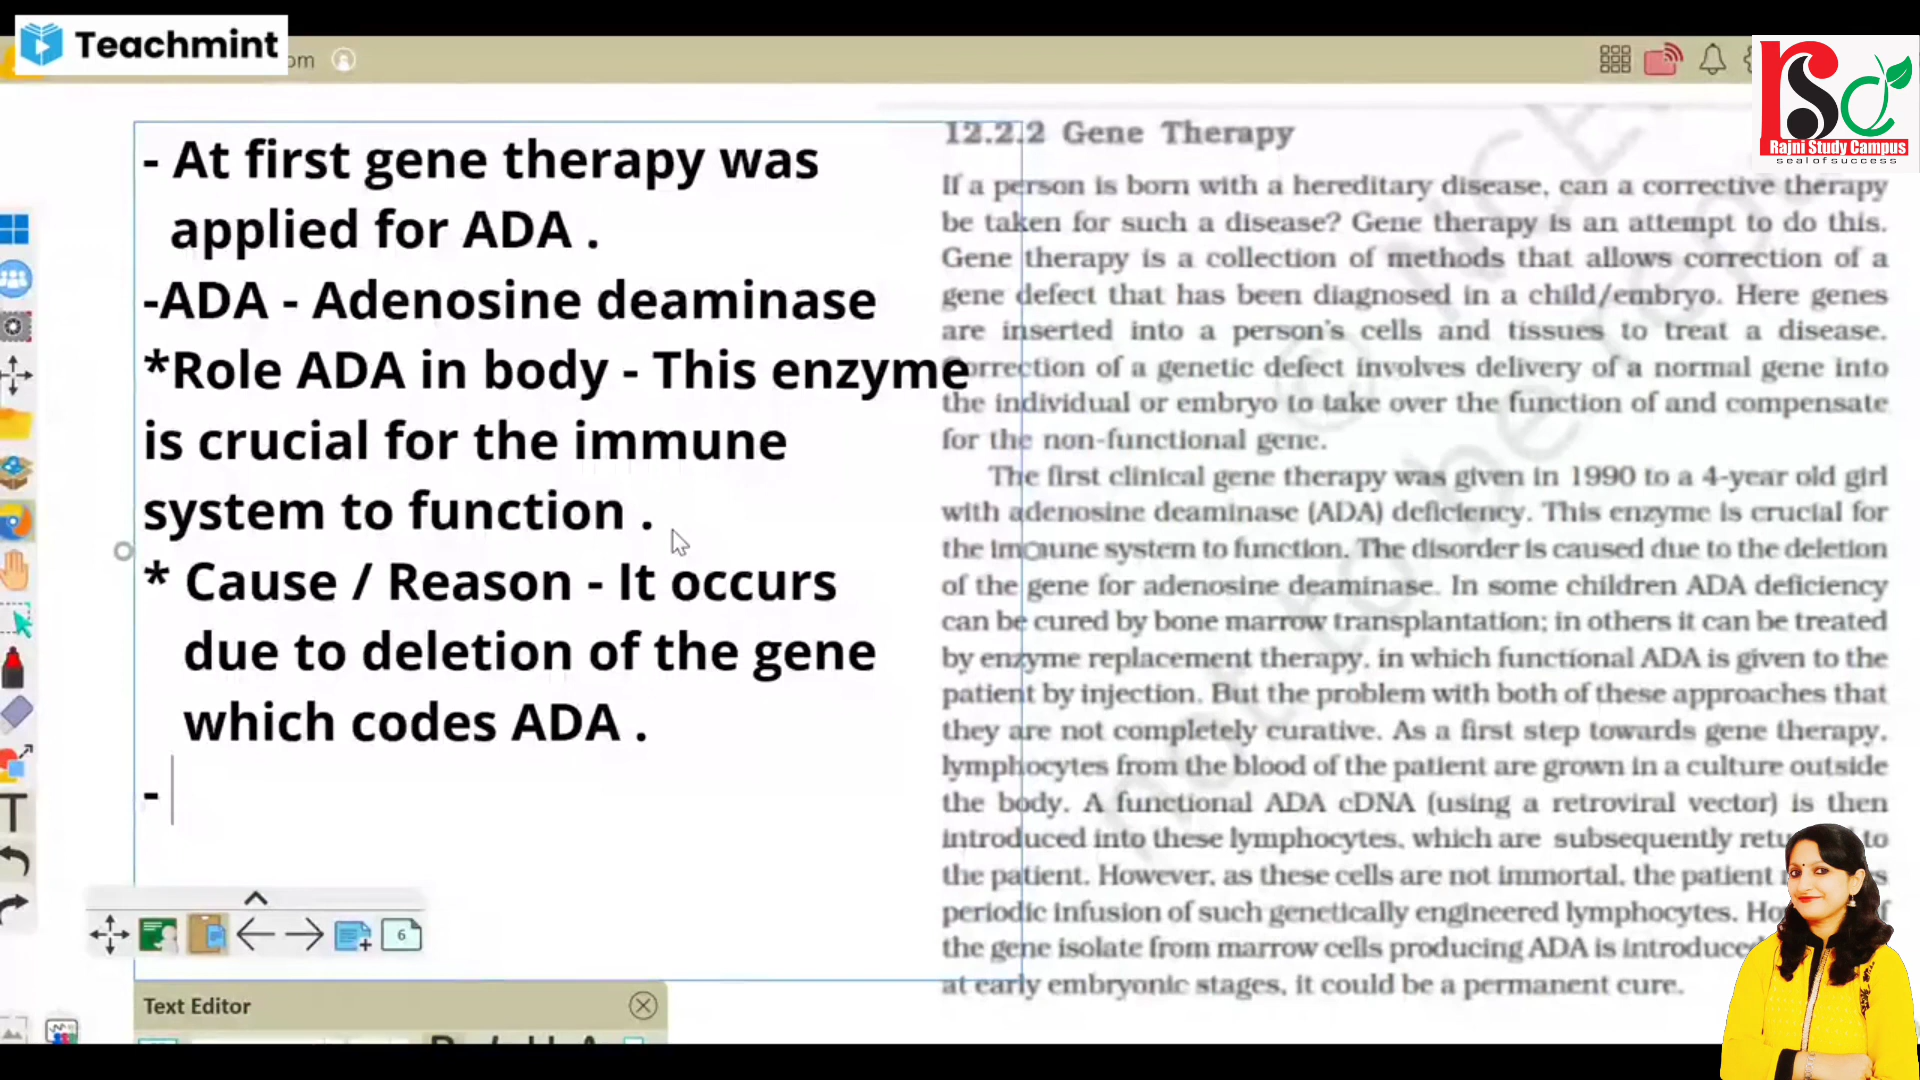 Teachmint
om
rSc
Rajni Study Campus
seal of success
- At first gene therapy was
applied for ADA .
-ADA - Adenosine deaminase
*Role ADA in body - This enzyme
is crucial for the immune
system to function .
* Cause / Reason - It occurs
due to deletion of the gene
which codes ADA .
-
12.2.2 Gene Therapy
If a person is born with a hereditary disease, can a corrective therapy
be taken for such a disease? Gene therapy is an attempt to do this.
Gene therapy is a collection of methods that allows correction of a
gene defect that has been diagnosed in a child/embryo. Here genes
are inserted into a person's cells and tissues to treat a disease.
orrection of a genetic defect involves delivery of a normal gene into
the individual or embryo to take over the function of and compensate
for the non-functional gene.
The first clinical gene therapy was given in 1990 to a 4-year old girl
with adenosine deaminase (ADA) deficiency. This enzyme is crucial for
the immune system to function. The disorder is caused due to the deletion
of the gene for adenosine deaminase. In some children ADA deficiency
can be cured by bone marrow transplantation; in others it can be treated
by enzyme replacement therapy, in which functional ADA is given to the
patient by injection. But the problem with both of these approaches that
they are not completely curative. As a first step towards gene therapy,
lymphocytes from the blood of the patient are grown in a culture outside
the body. A functional ADA cDNA (using a retroviral vector) is then
introduced into these lymphocytes, which are subsequently retu to
the patient. However, as these cells are not immortal, the patient
periodic infusion of such genetically engineered lymphocytes. Ho f
the gene isolate from marrow cells producing ADA is introduce
at early embryonic stages, it could be a permanent cure.
6
Text Editor